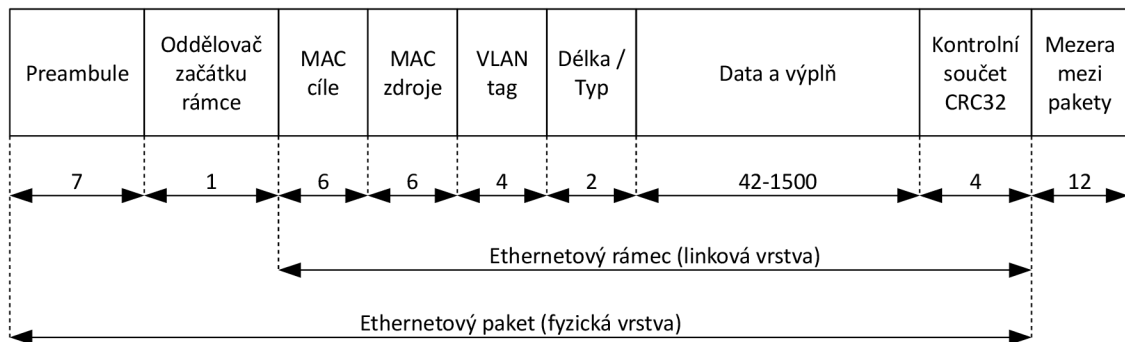 Preambule
Oddělovač
začátku
rámce
MAC
cíle
MAC
zdroje
VLAN
tag
Délka /
Typ
Data a výplň
Kontrolní
součet
CRC32
Mezera
mezi
pakety
7
1
6
6
4
2
42-1500
4
12
Ethernetový rámec (linková vrstva)
Ethernetový paket (fyzická vrstva)